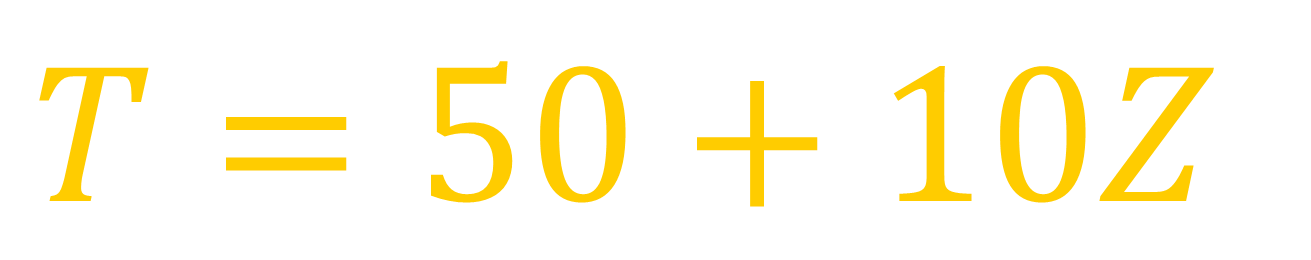 T = 50 + 10Z